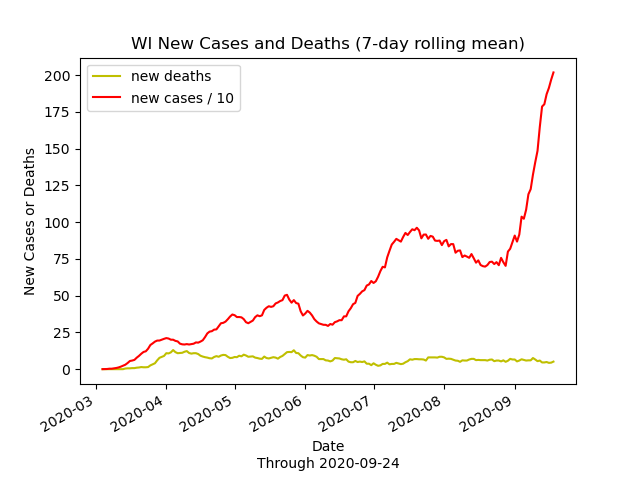 WI New Cases and Deaths (7-day rolling mean)
new deaths
new cases / 10
200
175
150
125
100
75
50
25
0
New Cases or Deaths
2020-03
2020-04
2020-05
2020-06
2020-07
2020-08
2020-09
Date
Through 2020-09-24